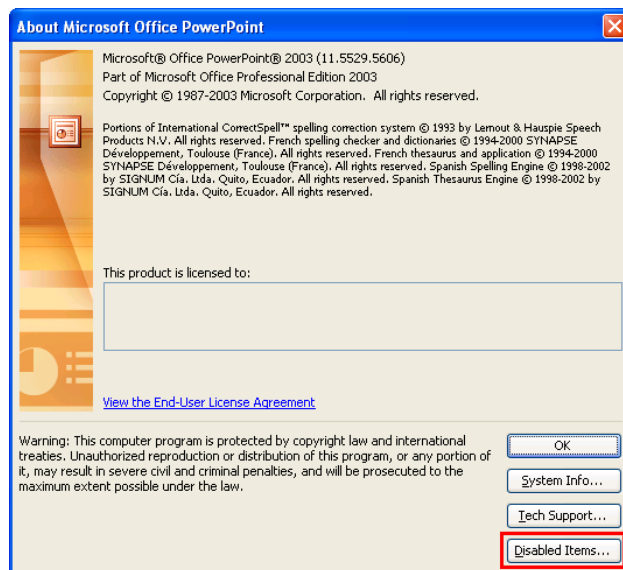 About Microsoft Office PowerPoint
Microsoft® Office PowerPoint® 2003 (11.5529.5606)
Part of Microsoft Office Professional Edition 2003
Copyright © 1987-2003 Microsoft Corporation.  All rights reserved.
Portions of International CorrectSpell™ spelling correction system © 1993 by Lernout & Hauspie Speech
Products N.V. All rights reserved. French spelling checker and dictionaries © 1994-2000 SYNAPSE
Développement, Toulouse (France). All rights reserved. French thesaurus and application © 1994-2000
SYNAPSE Développement, Toulouse (France). All rights reserved. Spanish Spelling Engine © 1998-2002
by SIGNUM Cía. Ltda. Quito, Ecuador. All rights reserved. Spanish Thesaurus Engine © 1998-2002 by
SIGNUM Cía. Ltda. Quito, Ecuador. All rights reserved.
This product is licensed to:
View the End-User License Agreement
Warning: This computer program is protected by copyright law and international
treaties. Unauthorized reproduction or distribution of this program, or any portion of
it, may result in severe civil and criminal penalties, and will be prosecuted to the
maximum extent possible under the law.
OK
System Info...
Tech Support...
Disabled Items...